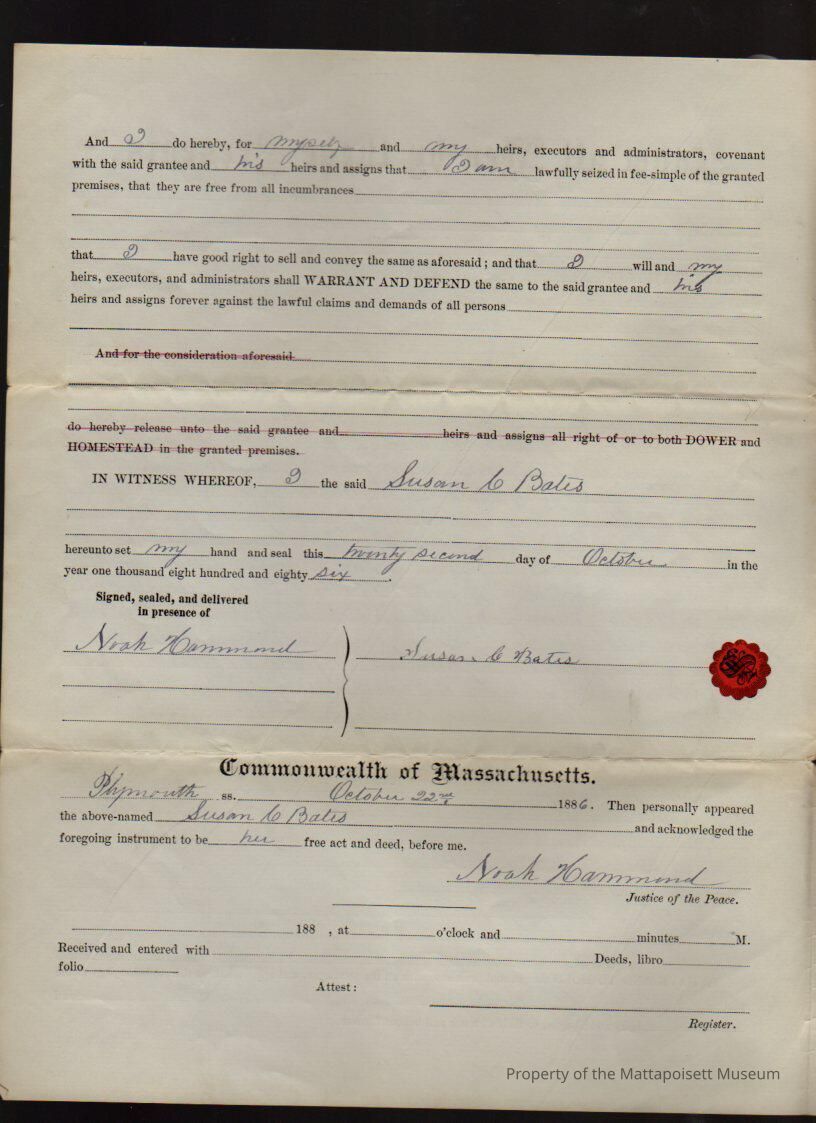 And I do hereby, for myself and my heirs, executors and administrators, covenant
with the said grantee and his heirs and assigns that I am lawfully seized in fee-simple of the granted
premises, that they are free from all incumbrances
that I have good right to sell and convey the same as aforesaid ; and that I will and my
heirs, executors, and administrators shall WARRANT AND DEFEND the same to the said grantee and his
heirs and assigns forever against the lawful claims and demands of all persons
And for the consideration aforesaid
do hereby release unto the said grantee and heirs and assigns all right of or to both DOWER and
HOMESTEAD in the granted premises.
IN WITNESS WHEREOF, I the said Susan C Bates
hereunto set my hand and seal this twenty second day of October in the
year one thousand eight hundred and eighty six.
Signed, sealed, and delivered
in presence of
Noah Hammond
Susan C Bates
Commonwealth of Massachusetts.
Plymouth ss. October 22nd 1886. Then personally appeared
the above-named Susan C Bates and acknowledged the
foregoing instrument to be her free act and deed, before me.
Noah Hammond
Justice of the Peace.
188 , at o'clock and minutes M.
Received and entered with Deeds, libro
folio
Attest :
Register.
Property of the Mattapoisett Museum